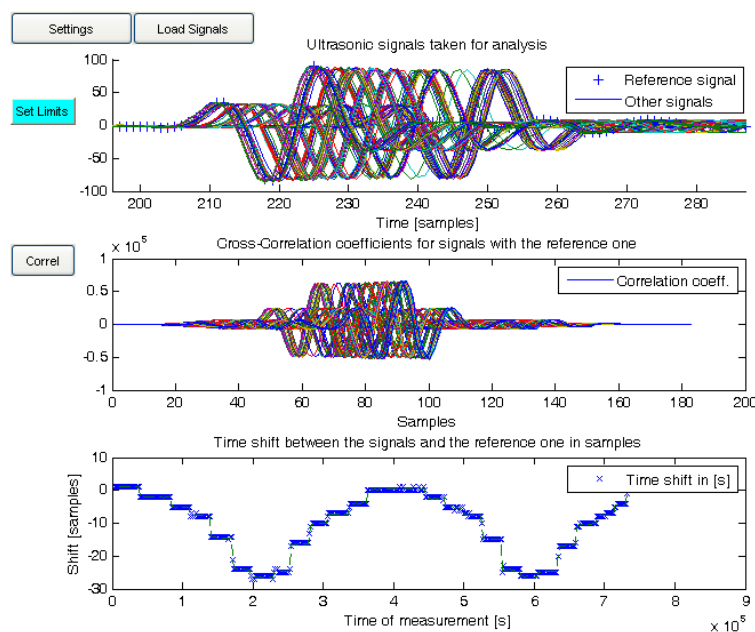 Settings
Load Signals
Ultrasonic signals taken for analysis
100
50
0
-50
-100
Set Limits
Reference signal
Other signals
200 210 220 230 240 250 260 270 280
Time [samples]
Correl
x 10^5
Cross-Correlation coefficients for signals with the reference one
1
0.5
0
-0.5
-1
Correlation coeff.
0 20 40 60 80 100 120 140 160 180 200
Samples
Time shift between the signals and the reference one in samples
Shift [samples]
10
0
-10
-20
-30
Time shift in [s]
0 1 2 3 4 5 6 7 8 9
Time of measurement [s]
x 10^5